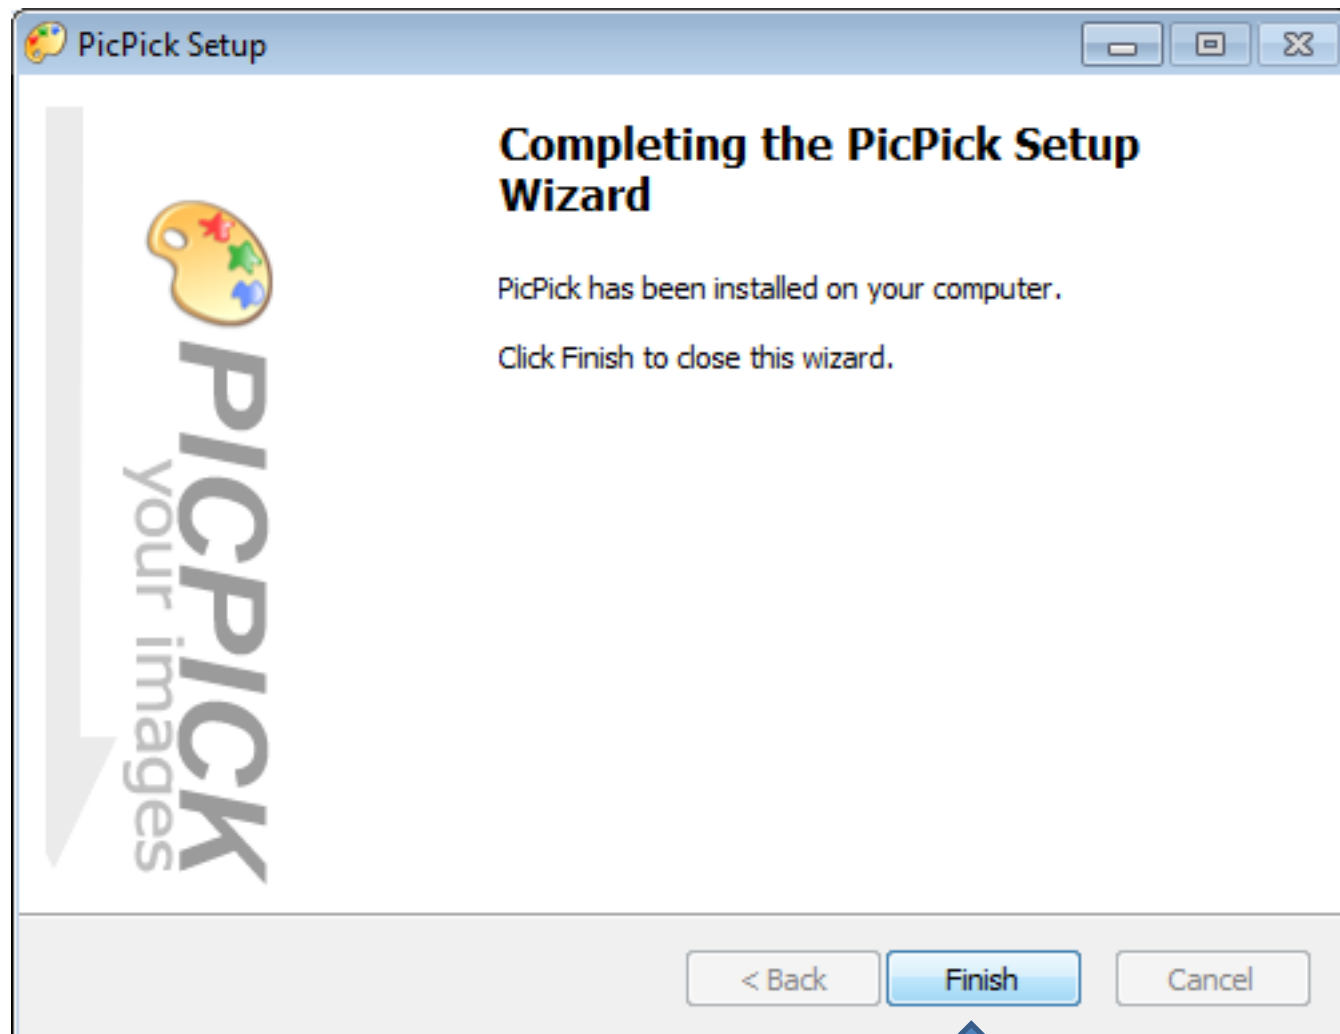 PicPick Setup
Completing the PicPick Setup
Wizard
PicPick has been installed on your computer.
Click Finish to close this wizard.
PICPICK
your images
< Back
Finish
Cancel